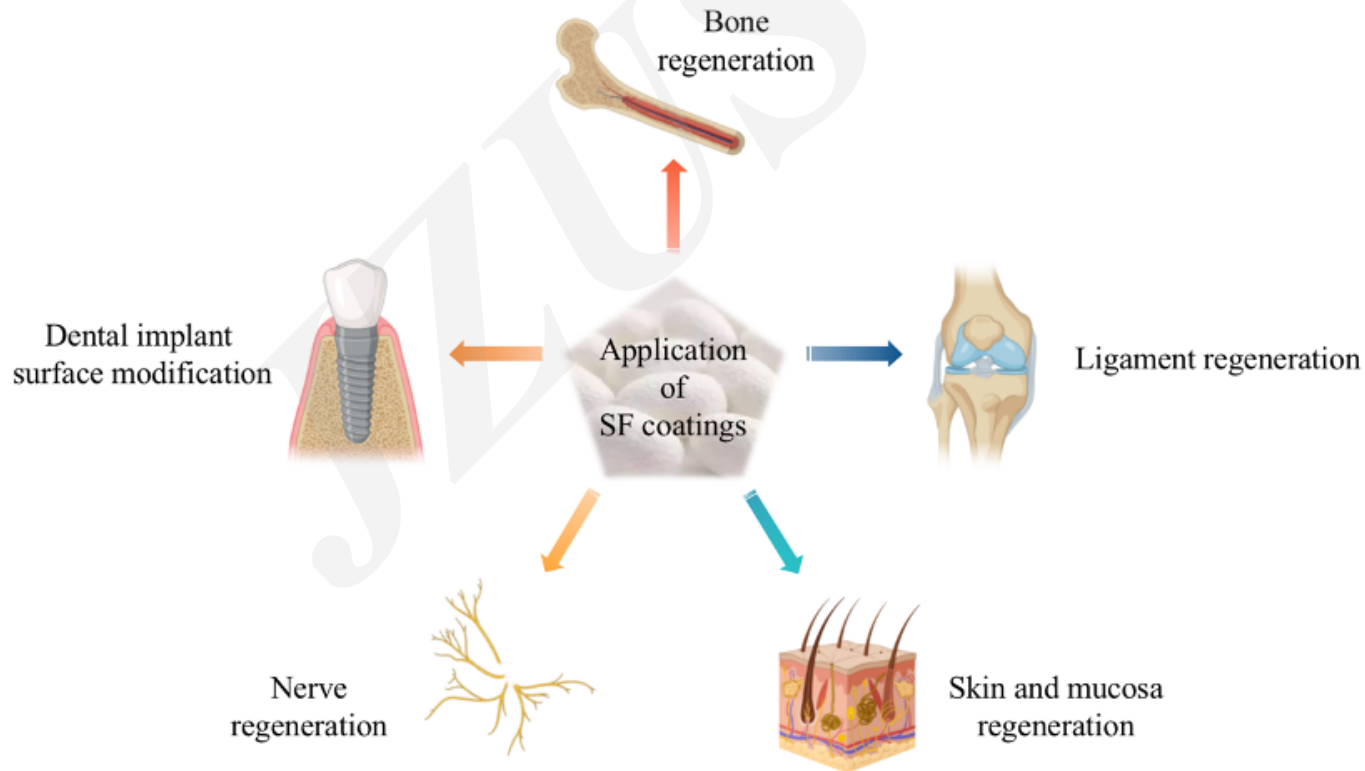 Bone
regeneration
Dental implant
surface modification
Application
of
SF coatings
Ligament regeneration
Nerve
regeneration
Skin and mucosa
regeneration
JZUS